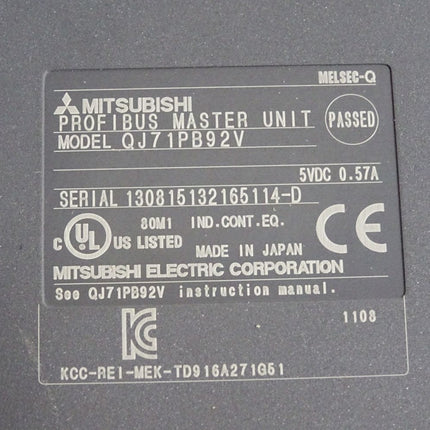 MELSEC-Q
MITSUBISHI
PROFIBUS MASTER UNIT
PASSED
MODEL QJ71PB92V
5VDC 0.57A
SERIAL 130815132165114-D
80M1 IND.CONT.EQ.
C UL US LISTED
MADE IN JAPAN
CE
MITSUBISHI ELECTRIC CORPORATION
See QJ71PB92V instruction manual.
1108
KCC-REI-MEK-TD916A271G51